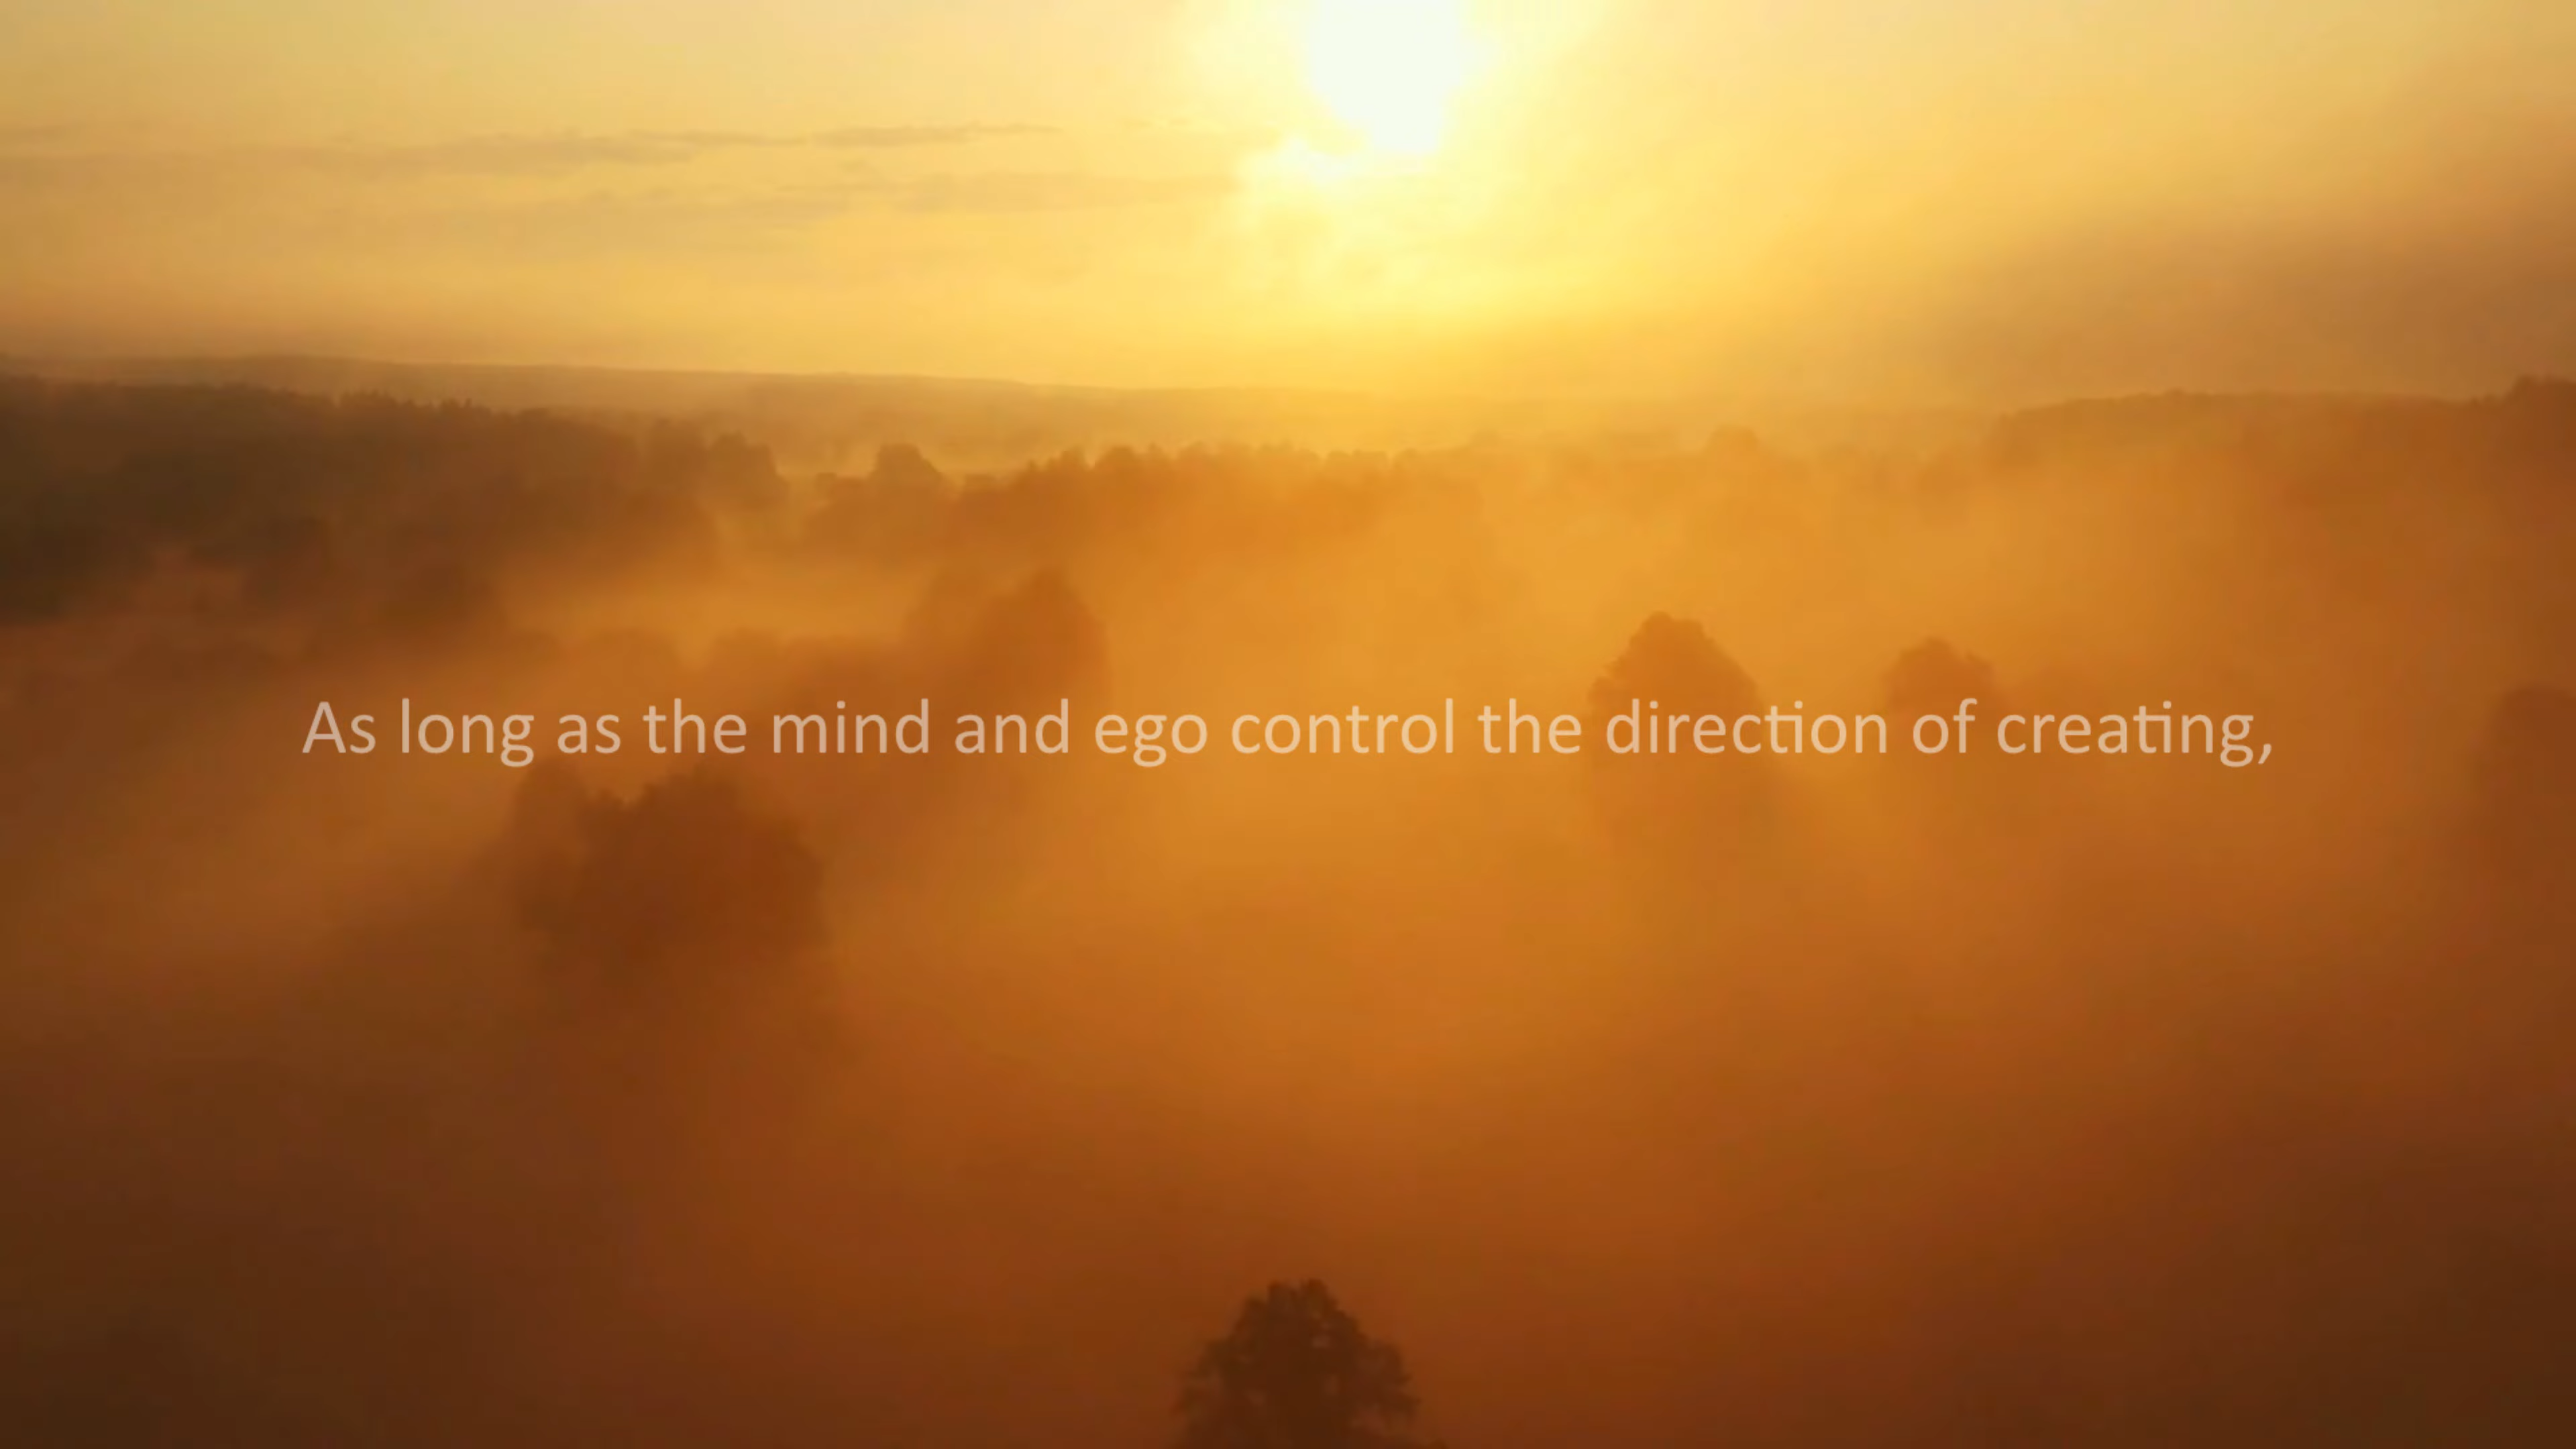 As long as the mind and ego control the direction of creating,